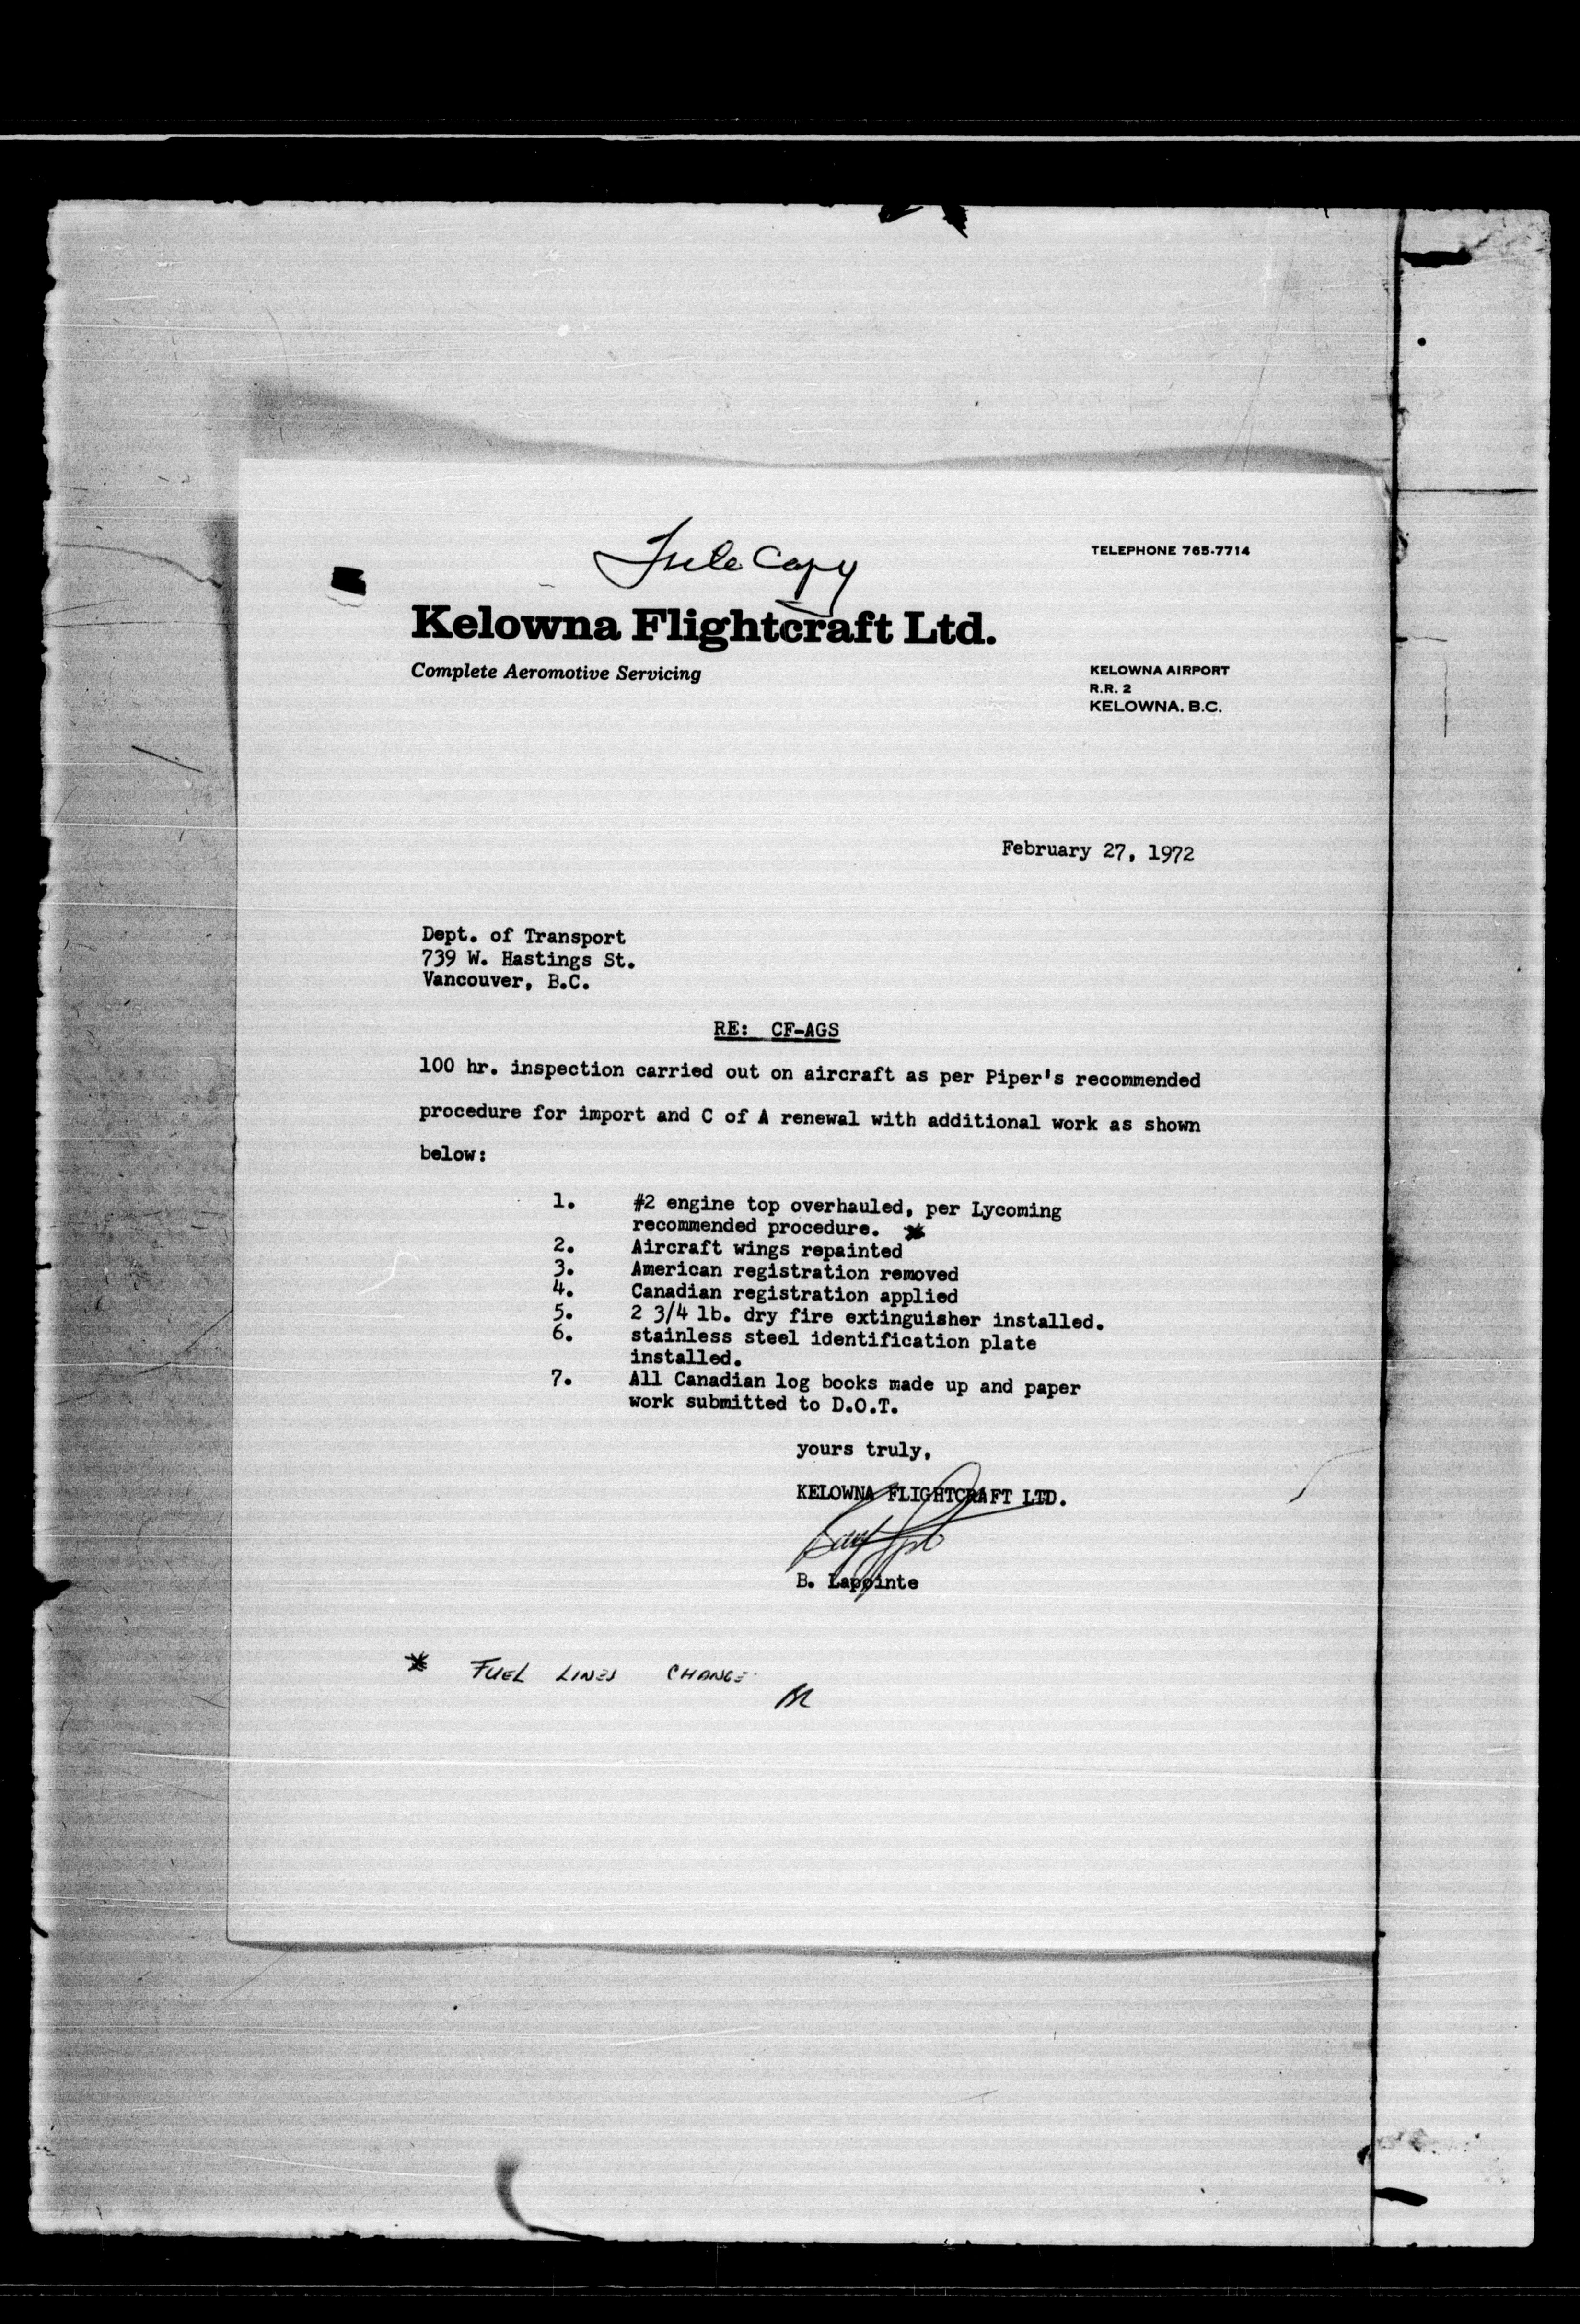 File Copy
TELEPHONE 765-7714
Kelowna Flightcraft Ltd.
Complete Aeromotive Servicing
KELOWNA AIRPORT
R.R. 2
KELOWNA, B.C.
February 27, 1972
Dept. of Transport
739 W. Hastings St.
Vancouver, B.C.
RE: CF-AGS
100 hr. inspection carried out on aircraft as per Piper's recommended
procedure for import and C of A renewal with additional work as shown
below:
1. #2 engine top overhauled, per Lycoming
recommended procedure. *
2. Aircraft wings repainted
3. American registration removed
4. Canadian registration applied
5. 2 3/4 lb. dry fire extinguisher installed.
6. stainless steel identification plate
installed.
7. All Canadian log books made up and paper
work submitted to D.O.T.
yours truly,
KELOWNA FLIGHTCRAFT LTD.
B. Lapointe
* FUEL LINES CHANGE